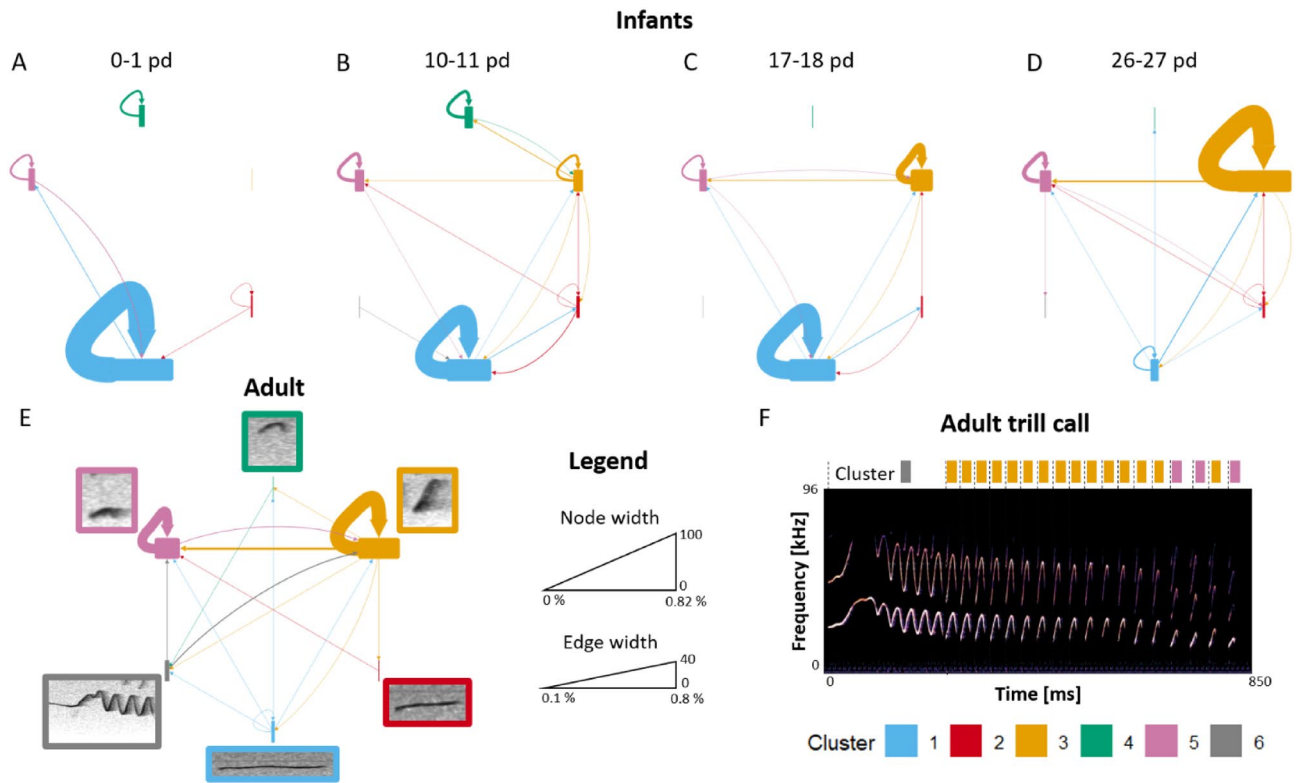 Infants
A 0-1 pd
B 10-11 pd
C 17-18 pd
D 26-27 pd
Adult
E
Legend
Node width
100
0
0 % 0.82 %
Edge width
40
0
0.1 % 0.8 %
F
Adult trill call
Cluster
96
Frequency [kHz]
0
0 850
Time [ms]
Cluster 1 2 3 4 5 6